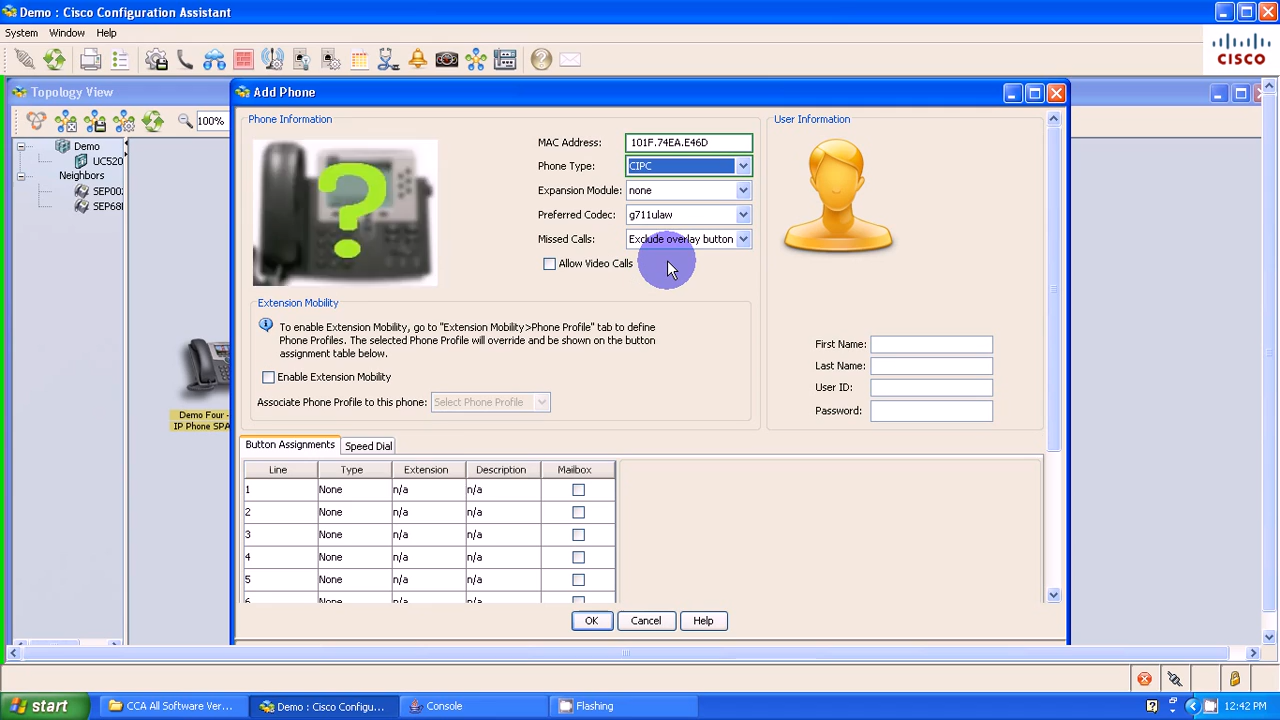 Demo : Cisco Configuration Assistant
System Window Help
CISCO
Topology View
100%
Demo
UC520
Neighbors
SEP00
SEP68
Demo Four -
IP Phone SPA
Add Phone
Phone Information
MAC Address: 101F.74EA.E46D
Phone Type: CIPC
Expansion Module: none
Preferred Codec: g711ulaw
Missed Calls: Exclude overlay button
Allow Video Calls
Extension Mobility
To enable Extension Mobility, go to "Extension Mobility>Phone Profile" tab to define
Phone Profiles. The selected Phone Profile will override and be shown on the button
assignment table below.
Enable Extension Mobility
Associate Phone Profile to this phone: Select Phone Profile
User Information
First Name:
Last Name:
User ID:
Password:
Button Assignments Speed Dial
Line Type Extension Description Mailbox
1 None n/a n/a
2 None n/a n/a
3 None n/a n/a
4 None n/a n/a
5 None n/a n/a
OK Cancel Help
start CCA All Software Ver... Demo : Cisco Configu... Console Flashing 12:42 PM